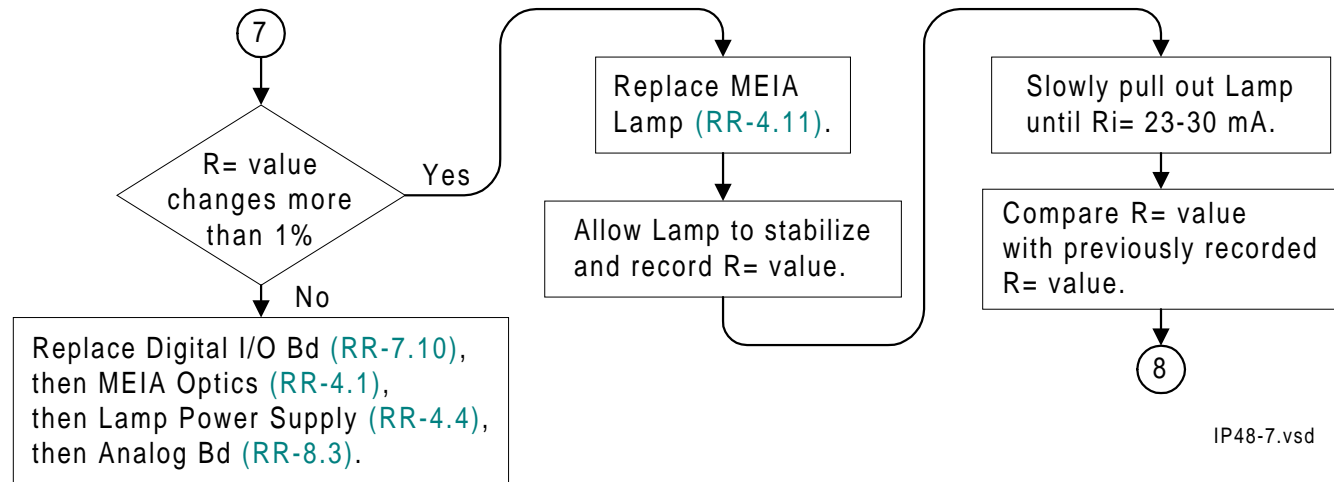 7
R= value
changes more
than 1%
Yes
No
Replace Digital I/O Bd (RR-7.10),
then MEIA Optics (RR-4.1),
then Lamp Power Supply (RR-4.4),
then Analog Bd (RR-8.3).
Replace MEIA
Lamp (RR-4.11).
Allow Lamp to stabilize
and record R= value.
Slowly pull out Lamp
until Ri= 23-30 mA.
Compare R= value
with previously recorded
R= value.
8
IP48-7.vsd